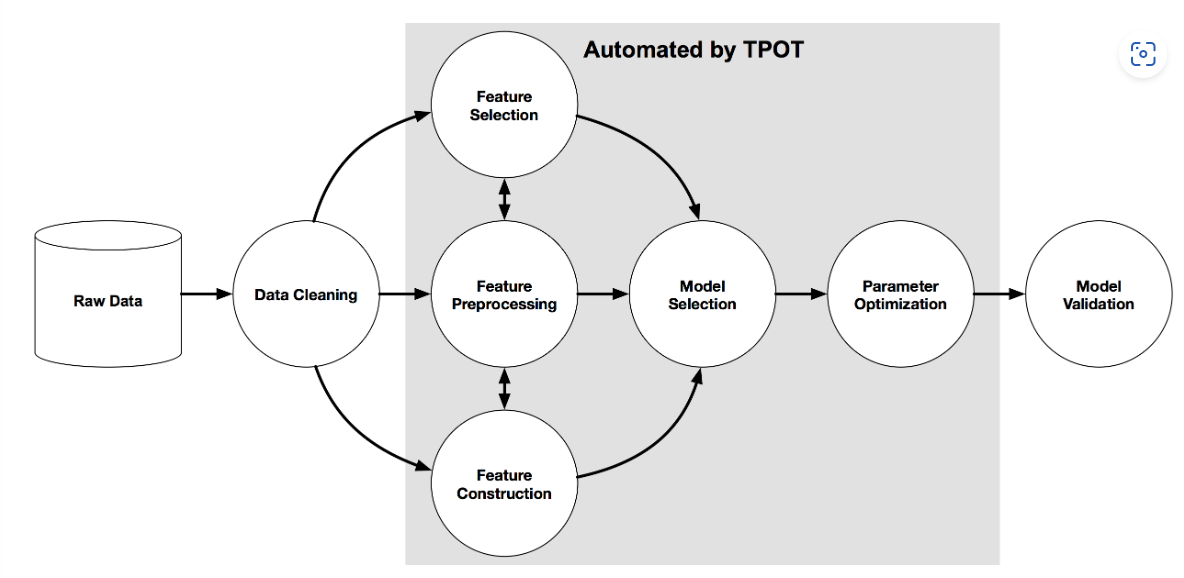 Automated by TPOT
Feature
Selection
Raw Data
Data Cleaning
Feature
Preprocessing
Model
Selection
Parameter
Optimization
Model
Validation
Feature
Construction